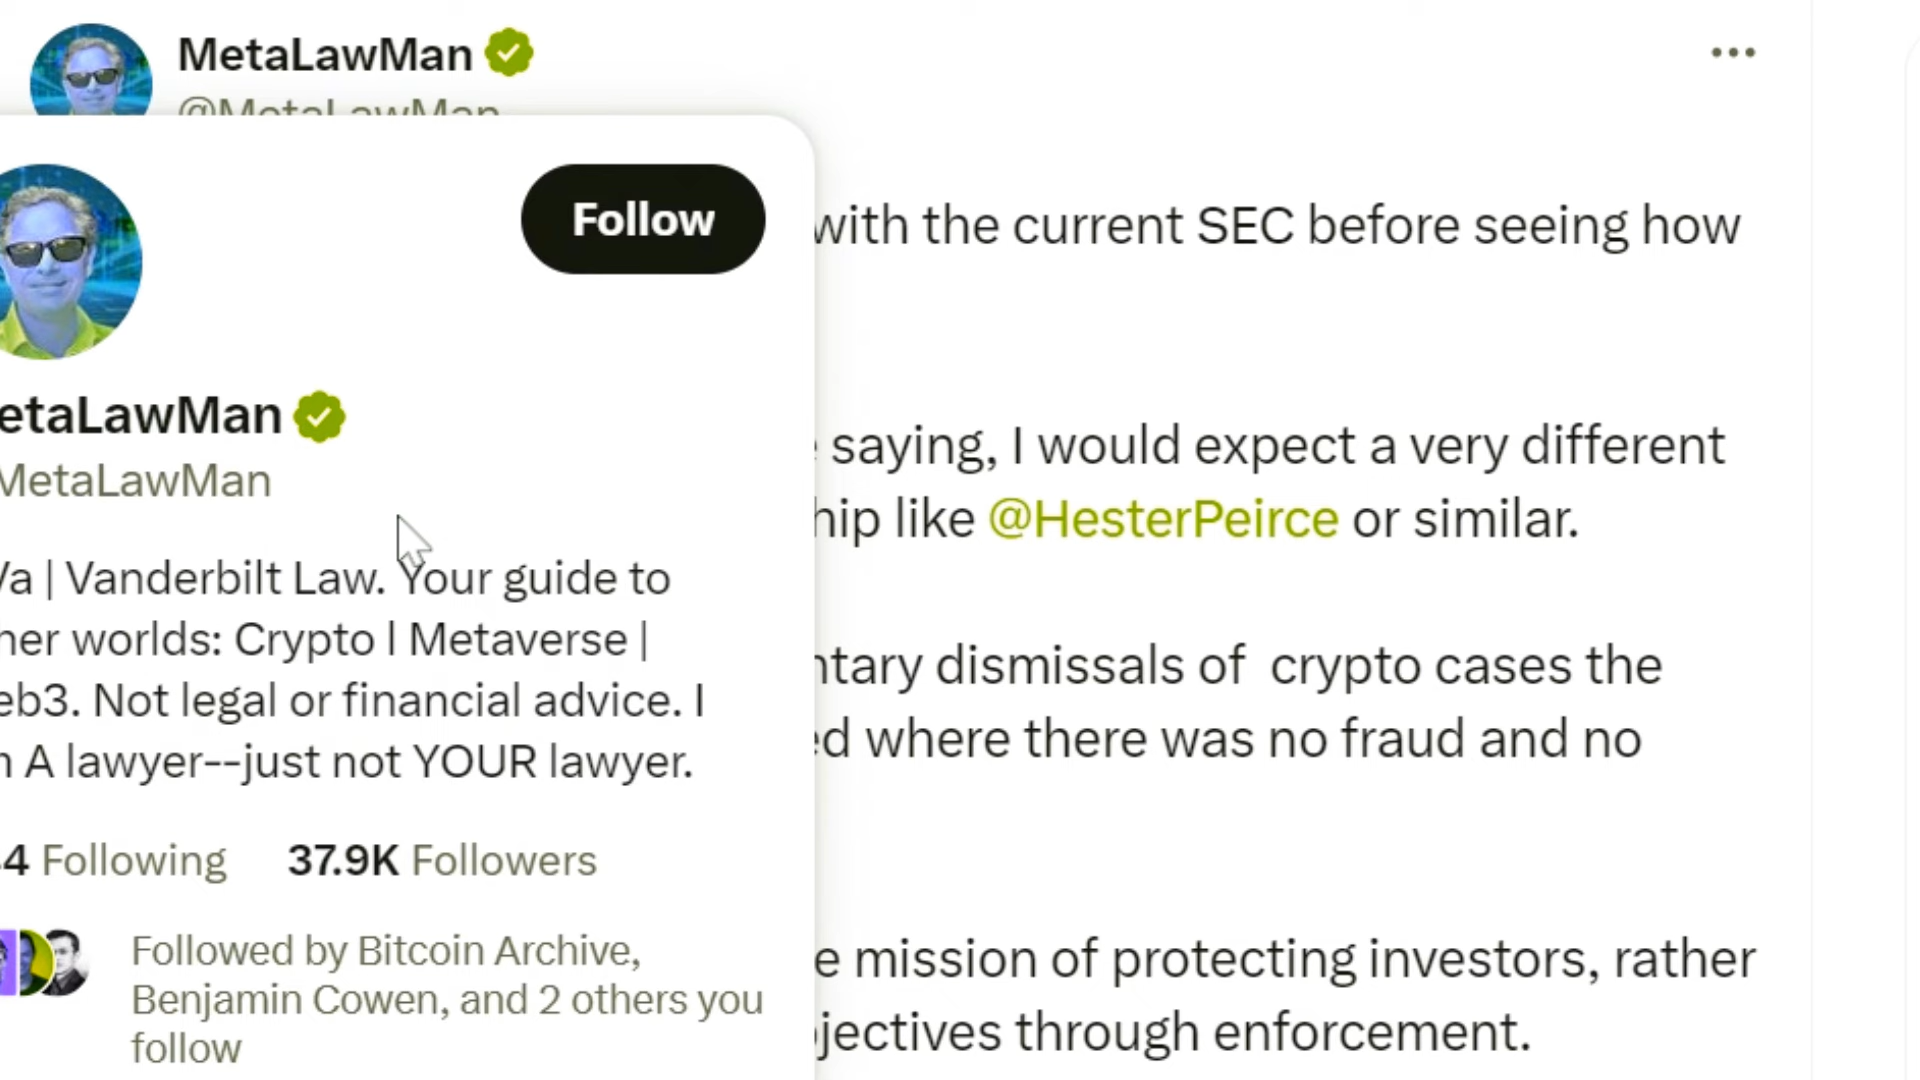 MetaLawMan
@MetaLawMan
Follow
with the current SEC before seeing how
etaLawMan
MetaLawMan
saying, I would expect a very different
hip like @HesterPeirce or similar.
Va | Vanderbilt Law. Your guide to
her worlds: Crypto l Metaverse |
eb3. Not legal or financial advice. I
A lawyer--just not YOUR lawyer.
ntary dismissals of crypto cases the
ed where there was no fraud and no
4 Following 37.9K Followers
Followed by Bitcoin Archive,
Benjamin Cowen, and 2 others you
follow
e mission of protecting investors, rather
jectives through enforcement.